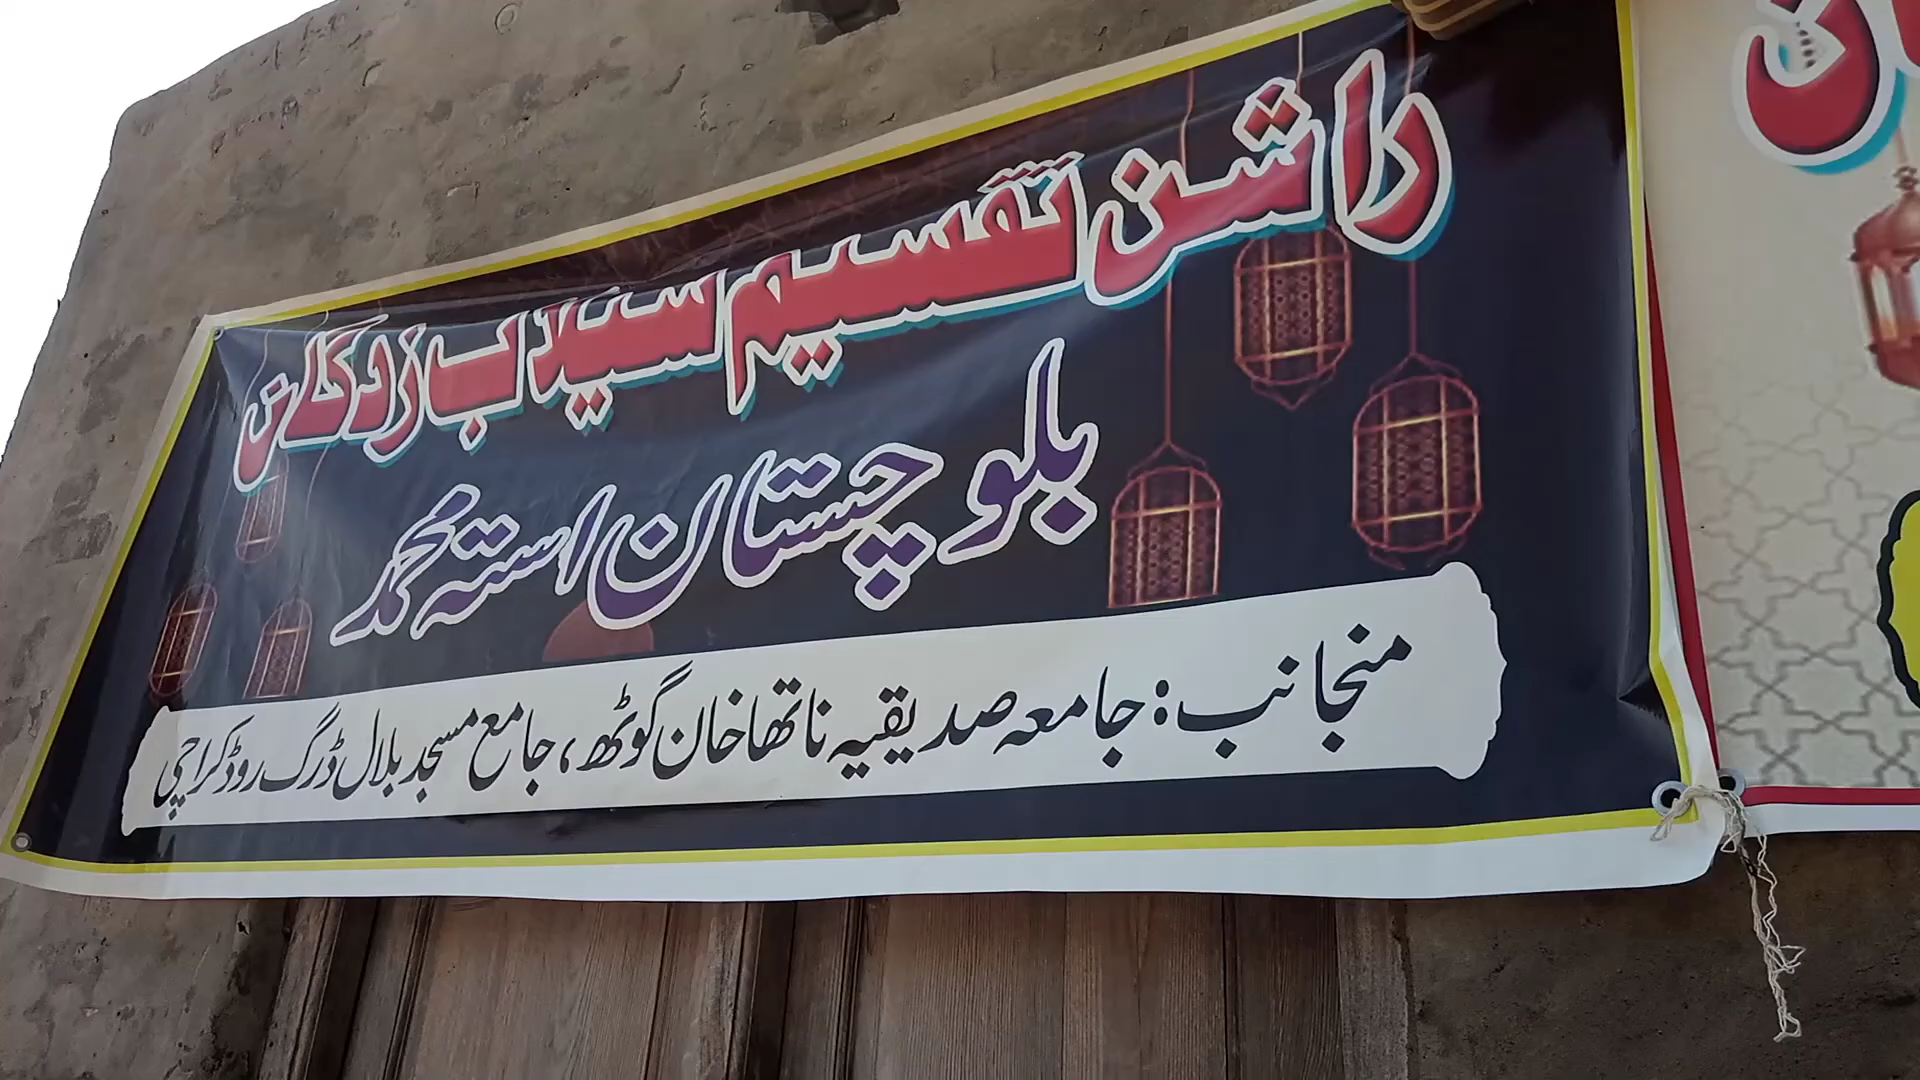 راشن تقسیم سیلاب زدگان
بلوچستان استہ محمد
منجانب: جامعہ صدیقیہ ناتھا خان گوٹھ، جامع مسجد بلال ڈرگ روڈ کراچی